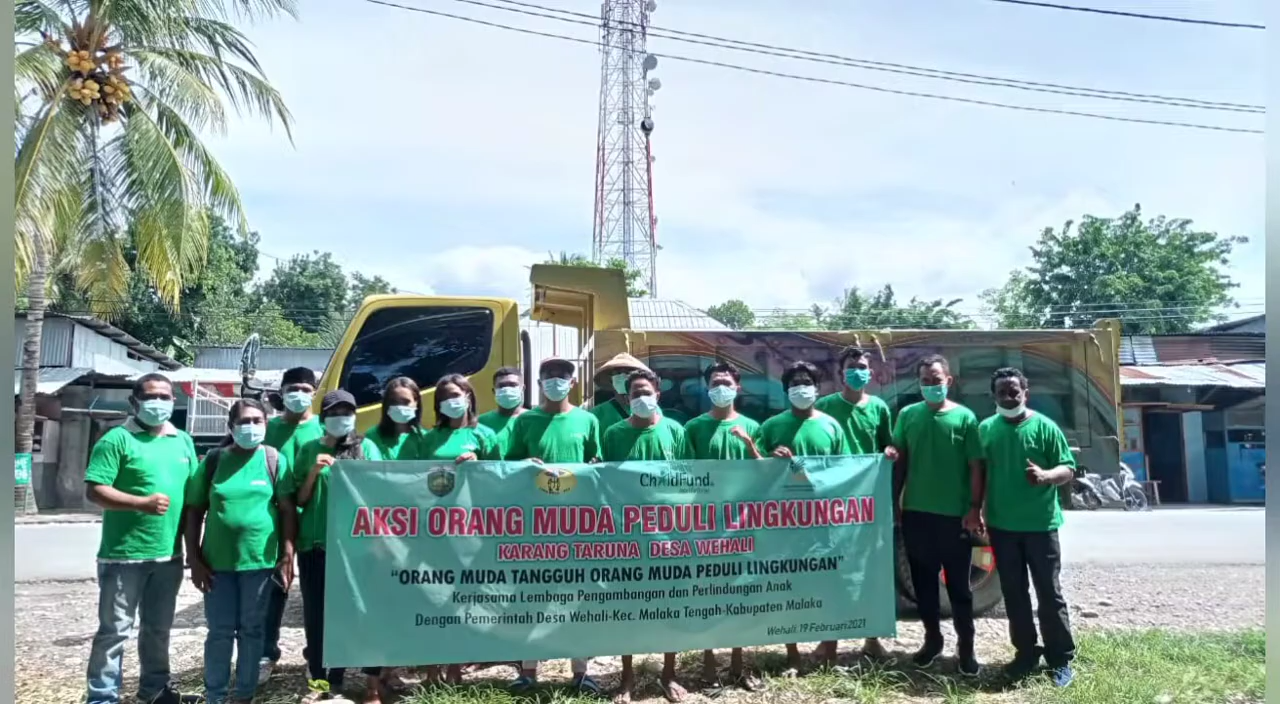 ChildFund
AKSI ORANG MUDA PEDULI LINGKUNGAN
KARANG TARUNA DESA WEHALI
"ORANG MUDA TANGGUH ORANG MUDA PEDULI LINGKUNGAN"
Kerjasama Lembaga Pengambangan dan Perlindungan Anak
Dengan Pemerintah Desa Wehali-Kec. Malaka Tengah-Kabupaten Malaka
Wehali, 19 Februari 2021